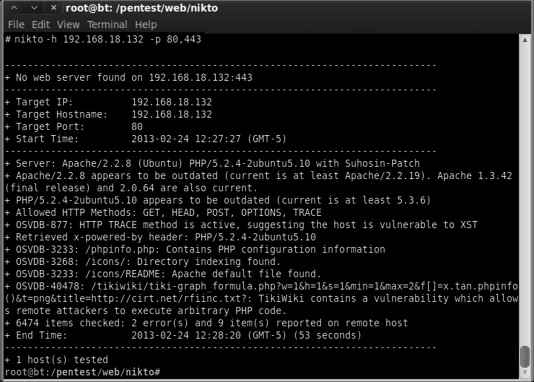 root@bt: /pentest/web/nikto
File Edit View Terminal Help
# nikto -h 192.168.18.132 -p 80,443
---------------------------------------------------------------------------
+ No web server found on 192.168.18.132:443
---------------------------------------------------------------------------
+ Target IP: 192.168.18.132
+ Target Hostname: 192.168.18.132
+ Target Port: 80
+ Start Time: 2013-02-24 12:27:27 (GMT-5)
---------------------------------------------------------------------------
+ Server: Apache/2.2.8 (Ubuntu) PHP/5.2.4-2ubuntu5.10 with Suhosin-Patch
+ Apache/2.2.8 appears to be outdated (current is at least Apache/2.2.19). Apache 1.3.42
(final release) and 2.0.64 are also current.
+ PHP/5.2.4-2ubuntu5.10 appears to be outdated (current is at least 5.3.6)
+ Allowed HTTP Methods: GET, HEAD, POST, OPTIONS, TRACE
+ OSVDB-877: HTTP TRACE method is active, suggesting the host is vulnerable to XST
+ Retrieved x-powered-by header: PHP/5.2.4-2ubuntu5.10
+ OSVDB-3233: /phpinfo.php: Contains PHP configuration information
+ OSVDB-3268: /icons/: Directory indexing found.
+ OSVDB-3233: /icons/README: Apache default file found.
+ OSVDB-40478: /tikiwiki/tiki-graph_formula.php?w=1&h=1&s=1&min=1&max=2&f[]=x.tan.phpinfo
()&t=png&title=http://cirt.net/rfiinc.txt?: TikiWiki contains a vulnerability which allow
s remote attackers to execute arbitrary PHP code.
+ 6474 items checked: 2 error(s) and 9 item(s) reported on remote host
+ End Time: 2013-02-24 12:28:20 (GMT-5) (53 seconds)
---------------------------------------------------------------------------
+ 1 host(s) tested
root@bt:/pentest/web/nikto#